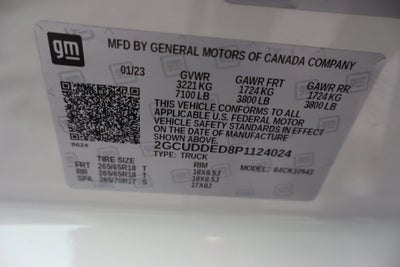 gm
MFD BY GENERAL MOTORS OF CANADA COMPANY
01/23 GVWR GAWR FRT GAWR RR
3221 KG 1724 KG 1724 KG
7100 LB 3800 LB 3800 LB
THIS VEHICLE CONFORMS TO ALL
APPLICABLE U.S. FEDERAL MOTOR
VEHICLE SAFETY STANDARDS IN EFFECT
ON THE DATE OF MANUFACTURE
SHOWN ABOVE.
2GCUDDED8P1124024
TYPE: TRUCK MODEL:
TIRE SIZE RIM
FRT 265/65R18 T 18X8.5J
RR 265/65R18 T 18X8.5J
SPA 265/70R17 S 17X8J